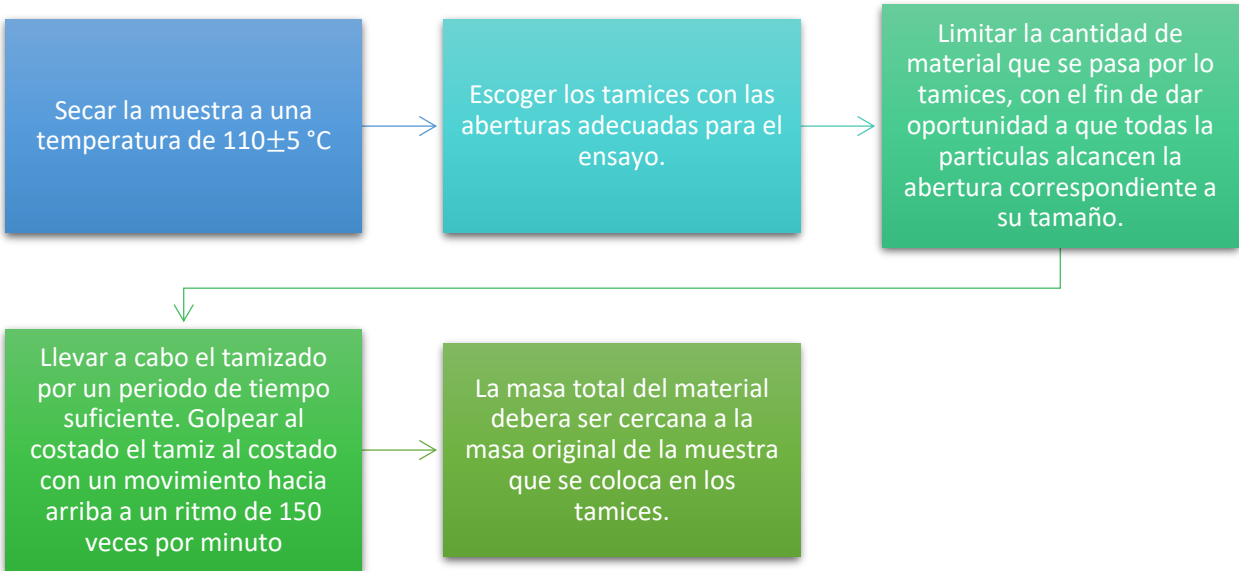 Secar la muestra a una
temperatura de 110±5 °C
Escoger los tamices con las
aberturas adecuadas para el
ensayo.
Limitar la cantidad de
material que se pasa por lo
tamices, con el fin de dar
oportunidad a que todas la
particulas alcancen la
abertura correspondiente a
su tamaño.
Llevar a cabo el tamizado
por un periodo de tiempo
suficiente. Golpear al
costado el tamiz al costado
con un movimiento hacia
arriba a un ritmo de 150
veces por minuto
La masa total del material
debera ser cercana a la
masa original de la muestra
que se coloca en los
tamices.